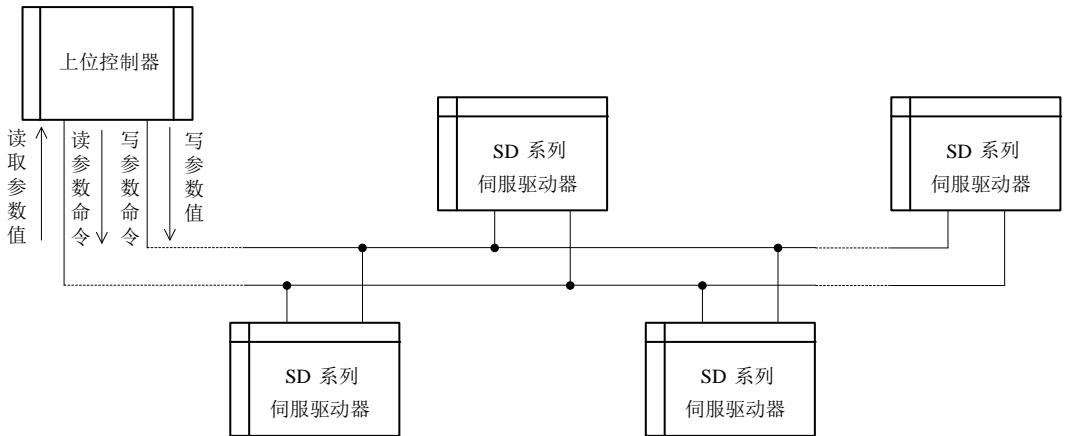 上位控制器
读取参数值
读参数命令
写参数命令
写参数值
SD 系列
伺服驱动器
SD 系列
伺服驱动器
SD 系列
伺服驱动器
SD 系列
伺服驱动器